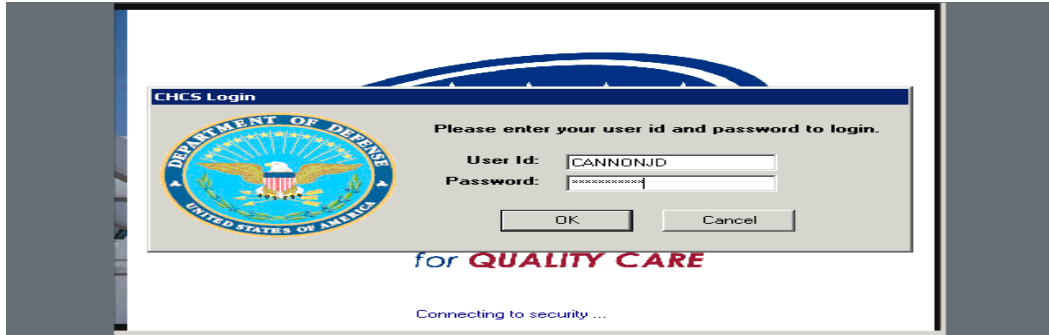 CHCS Login
DEPARTMENT OF DEFENSE
UNITED STATES OF AMERICA
Please enter your user id and password to login.
User Id: CANNONJD
Password: ***********
OK Cancel
for QUALITY CARE
Connecting to security ...